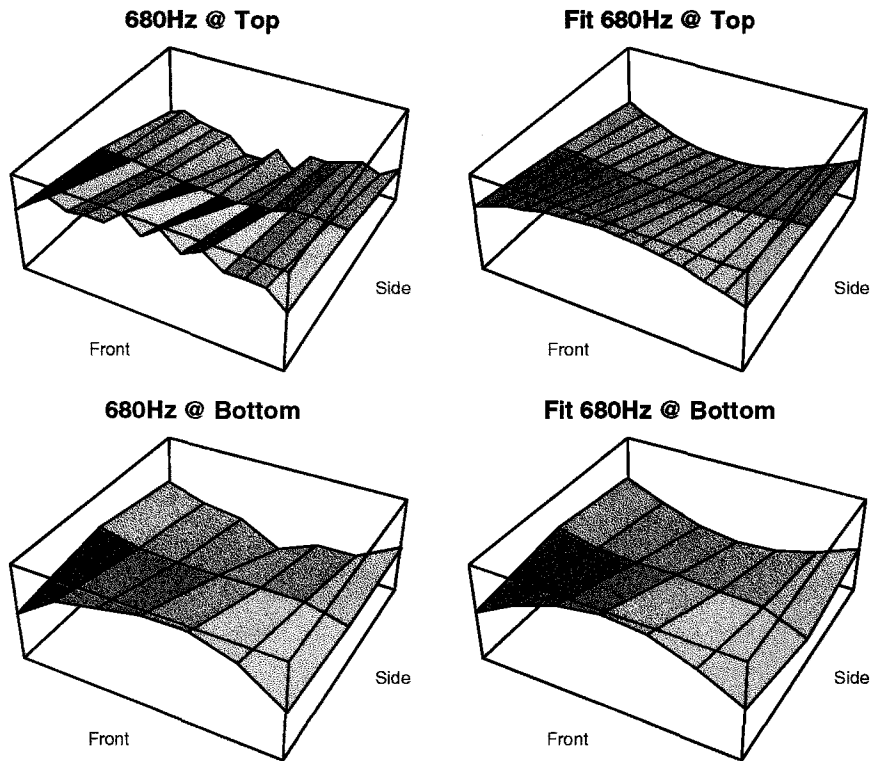 680Hz @ Top
Fit 680Hz @ Top
Side
Side
Front
Front
680Hz @ Bottom
Fit 680Hz @ Bottom
Side
Side
Front
Front